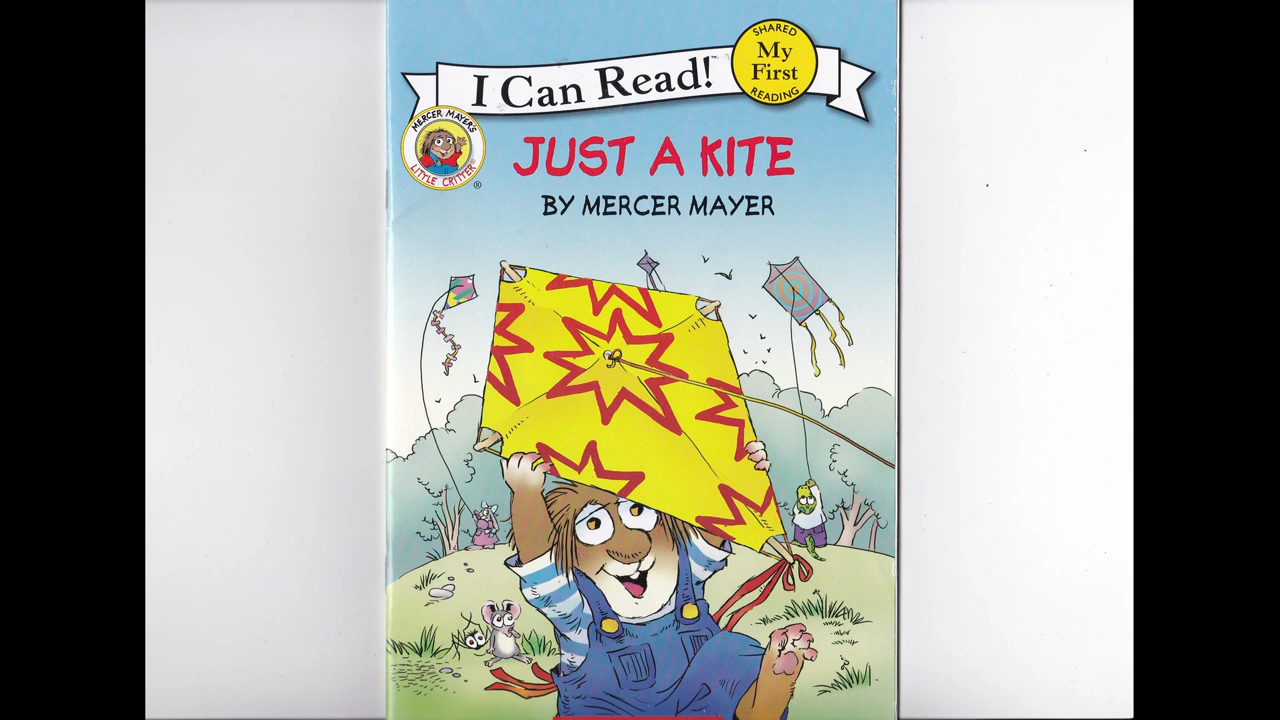 I Can Read!
SHARED
My
First
READING
MERCER MAYER'S
LITTLE CRITTER®
®
JUST A KITE
BY MERCER MAYER